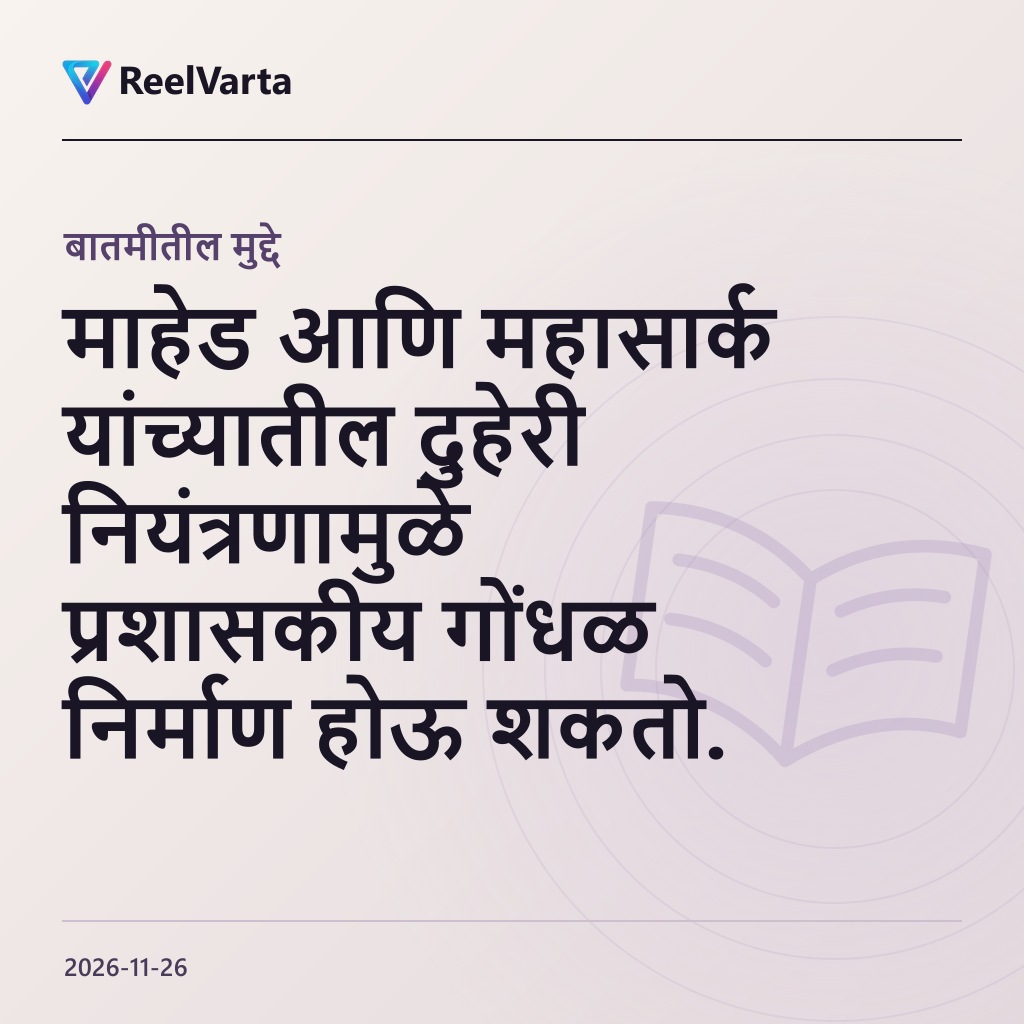 ReelVarta
बातमीतील मुद्दे
माहेड आणि महासार्क
यांच्यातील दुहेरी
नियंत्रणामुळे
प्रशासकीय गोंधळ
निर्माण होऊ शकतो.
2026-11-26